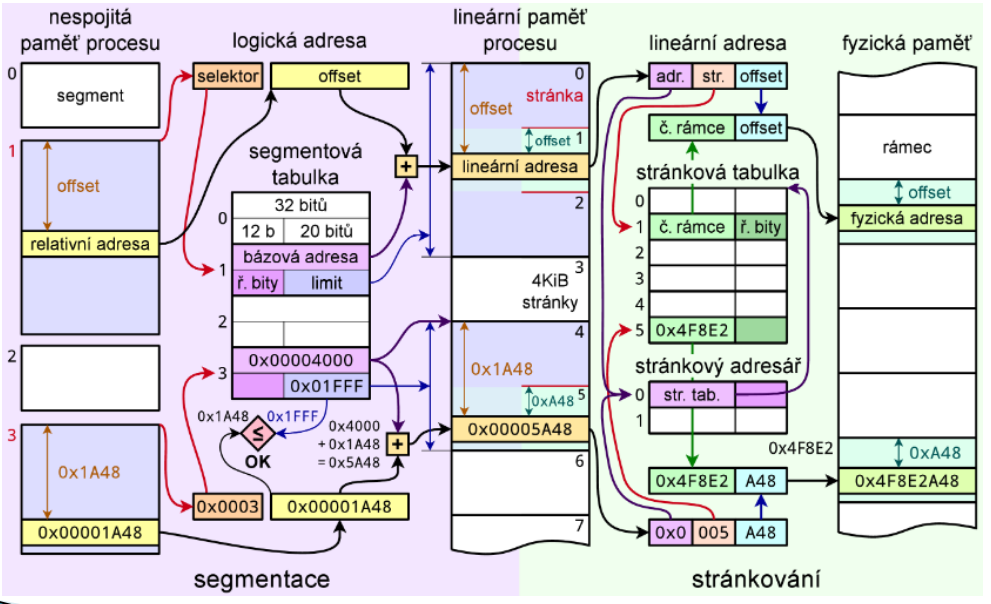 nespojitá
paměť procesu
0
segment
1
offset
relativní adresa
2
3
0x1A48
0x00001A48
logická adresa
selektor
offset
segmentová
tabulka
32 bitů
0
12 b
20 bitů
bázová adresa
1
ř. bity
limit
2
0x00004000
3
0x01FFF
0x1A48
0x1FFF
≤
OK
0x4000
+ 0x1A48
= 0x5A48
+
+
0x0003
0x00001A48
segmentace
lineární paměť
procesu
0
stránka
offset
1
offset
lineární adresa
2
3
4KiB
stránky
4
0x1A48
5
0xA48
0x00005A48
6
7
lineární adresa
adr.
str.
offset
č. rámce
offset
stránková tabulka
0
1
č. rámce
ř. bity
2
3
4
5
0x4F8E2
stránkový adresář
0
str. tab.
1
0x4F8E2
0x4F8E2
A48
0x0
005
A48
stránkování
fyzická paměť
rámec
offset
fyzická adresa
0xA48
0x4F8E2A48